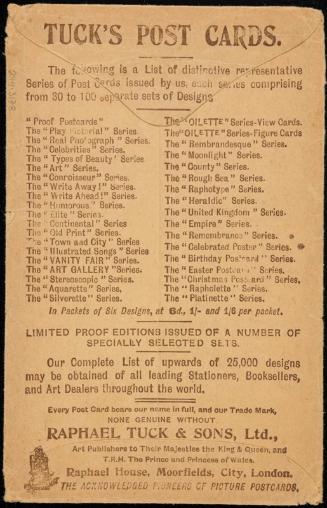 TUCK'S POST CARDS.
The following is a List of distinctive representative
Series of Post Cards issued by us, each series comprising
from 30 to 100 separate sets of Designs
"Proof Postcards"
The "Play Pictorial" Series.
The "Real Photograph" Series.
The "Celebrities" Series.
The "Types of Beauty' Series
The "Art" Series.
The "Connoisseur" Series.
The "Write Away!" Series.
The "Write Ahead!" Series.
The "Humorous" Series.
The "Elite" Series.
The "Continental" Series
The "Old Print" Series.
The "Town and City" Series
The "Illustrated Songs" Series
The "VANITY FAIR" Series.
The "ART GALLERY" Series.
The "Stereoscopic" Series.
The "Aquarette" Series.
The "Silverette" Series.
The "OILETTE" Series-View Cards.
The "OILETTE" Series-Figure Cards
The "Rembrandesque" Series.
The "Moonlight" Series.
The "County" Series.
The "Rough Sea" Series.
The "Raphotype" Series.
The "Heraldic" Series.
The "United Kingdom" Series.
The "Empire" Series.
The "Remembrance" Series.
The "Celebrated Poster" Series.
The "Birthday Postcard" Series.
The "Easter Postcard" Series.
The "Christmas Postcard" Series,
The "Rapholette" Series.
The "Platinette" Series.
In Packets of Six Designs, at 6d., 1/- and 1/6 per packet.
LIMITED PROOF EDITIONS ISSUED OF A NUMBER OF
SPECIALLY SELECTED SETS.
Our Complete List of upwards of 25,000 designs
may be obtained of all leading Stationers, Booksellers,
and Art Dealers throughout the world.
Every Post Card bears our name in full, and our Trade Mark,
NONE GENUINE WITHOUT.
RAPHAEL TUCK & SONS, Ltd.,
Art Publishers to Their Majesties the King & Queen, and
T.R.H. The Prince and Princess of Wales.
Raphael House, Moorfields, City, London.
THE ACKNOWLEDGED PIONEERS OF PICTURE POSTCARDS.